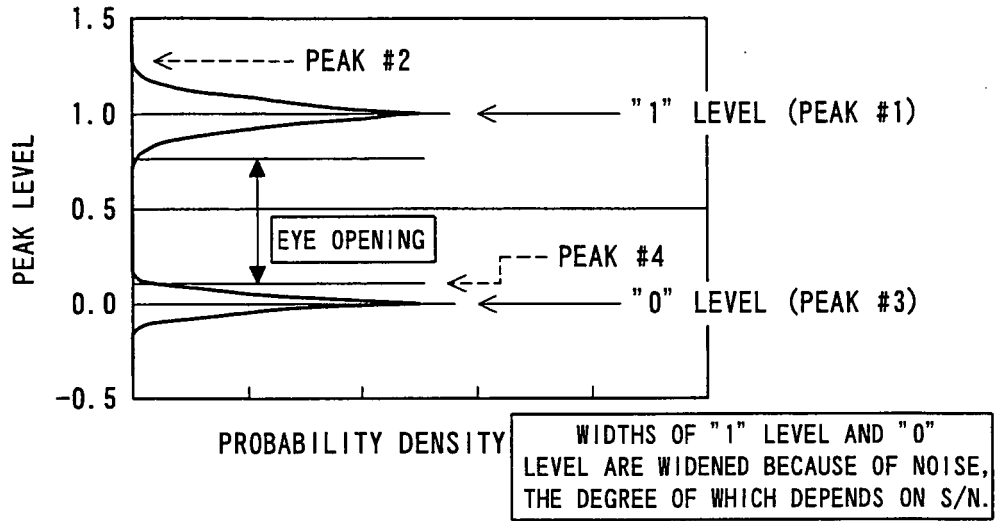 1.5
PEAK #2
1.0
"1" LEVEL (PEAK #1)
PEAK LEVEL
0.5
EYE OPENING
PEAK #4
0.0
"0" LEVEL (PEAK #3)
-0.5
PROBABILITY DENSITY
WIDTHS OF "1" LEVEL AND "0"
LEVEL ARE WIDENED BECAUSE OF NOISE,
THE DEGREE OF WHICH DEPENDS ON S/N.